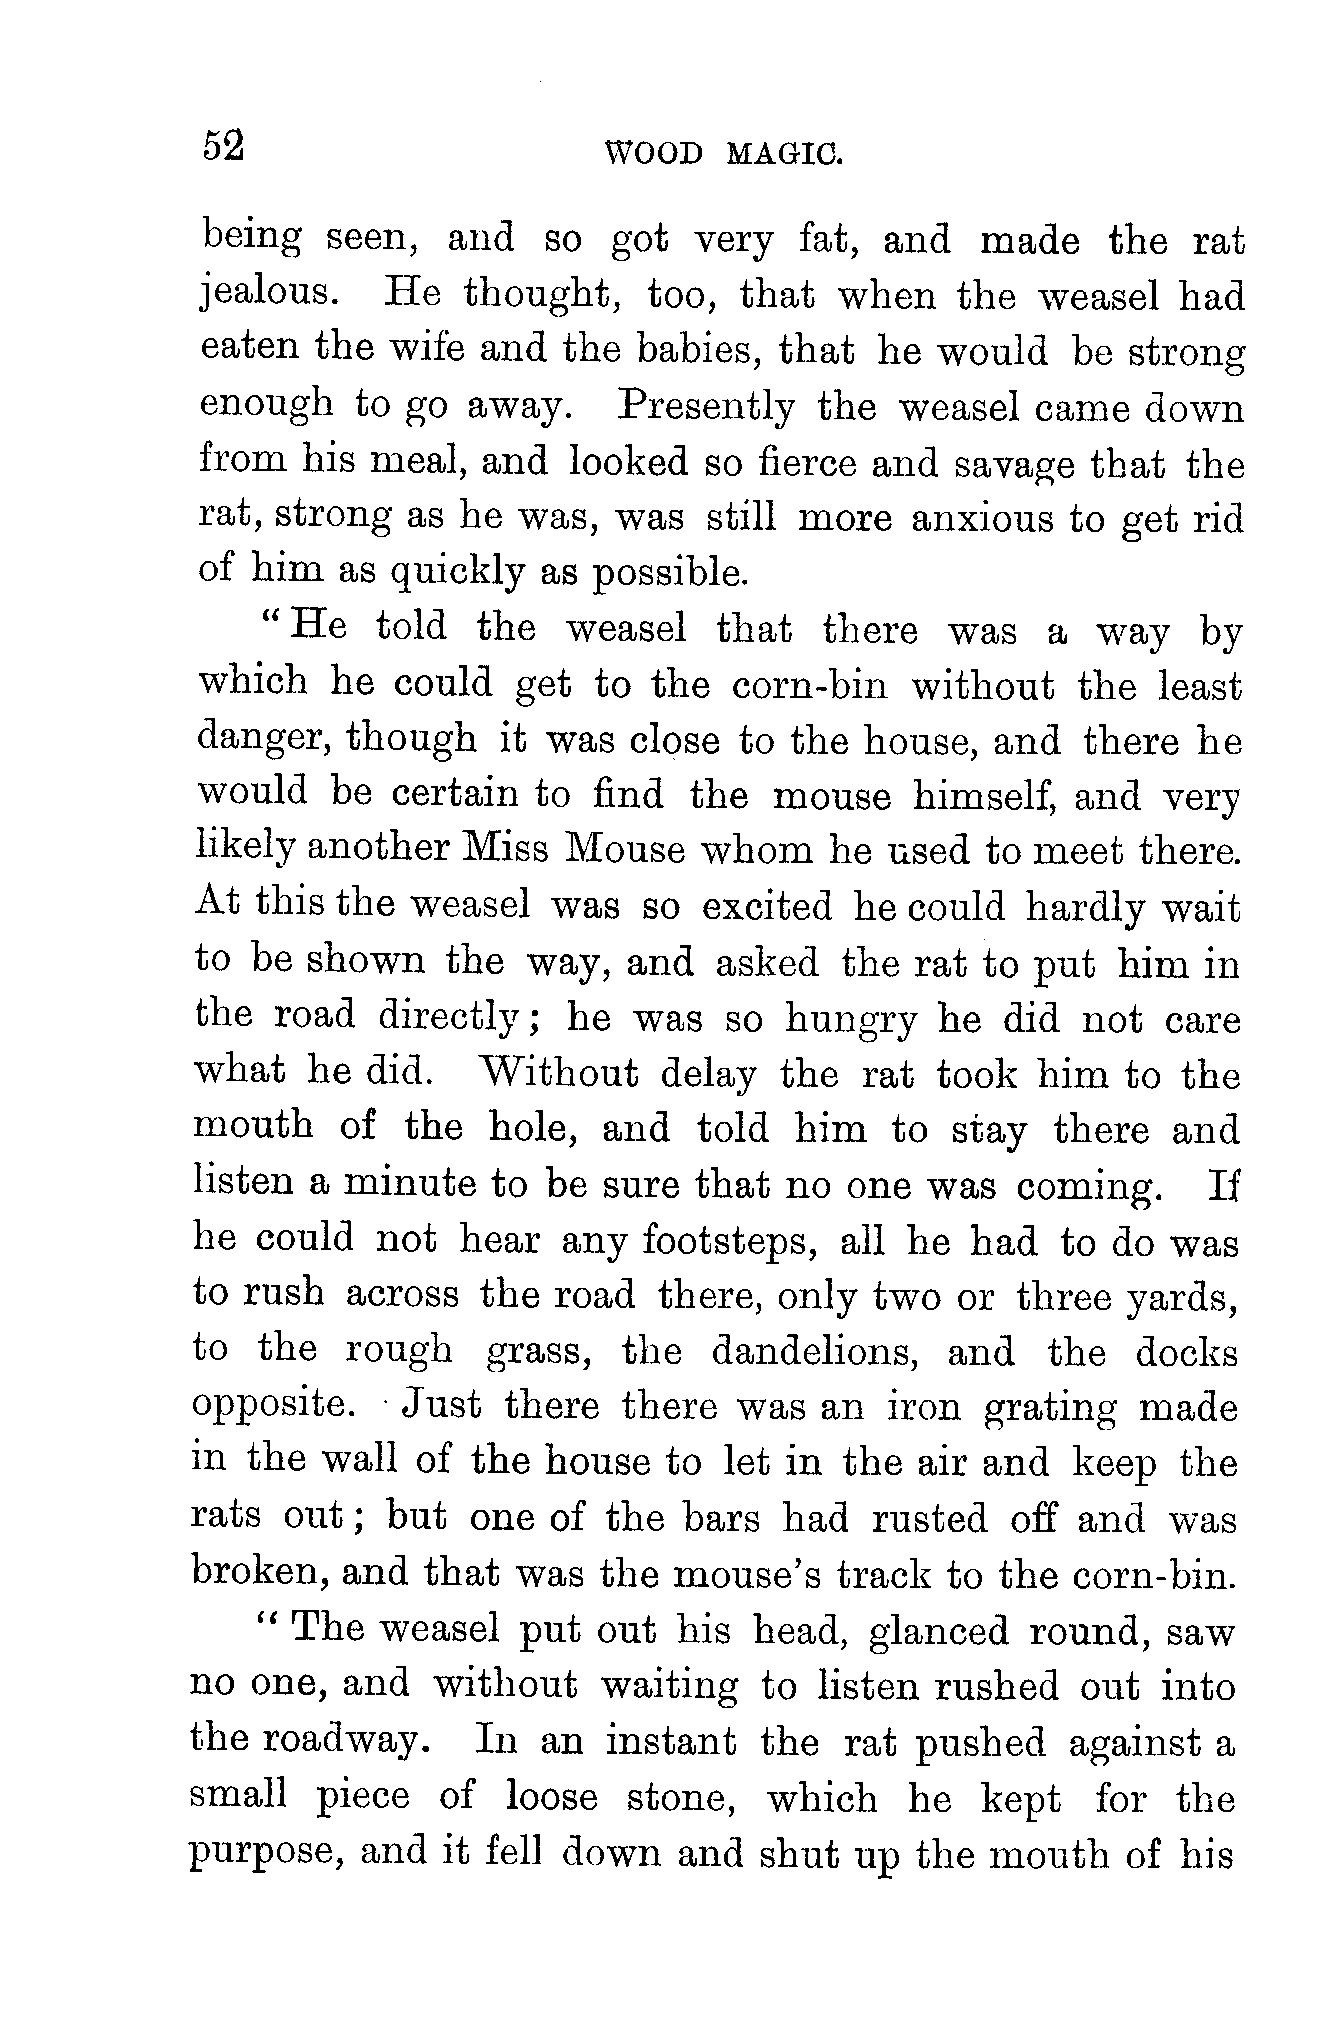 52 WOOD MAGIC.
being seen, and so got very fat, and made the rat
jealous. He thought, too, that when the weasel had
eaten the wife and the babies, that he would be strong
enough to go away. Presently the weasel came down
from his meal, and looked so fierce and savage that the
rat, strong as he was, was still more anxious to get rid
of him as quickly as possible.
“He told the weasel that there was a way by
which he could get to the corn-bin without the least
danger, though it was close to the house, and there he
would be certain to find the mouse himself, and very
likely another Miss Mouse whom he used to meet there.
At this the weasel was so excited he could hardly wait
to be shown the way, and asked the rat to put him in
the road directly; he was so hungry he did not care
what he did. Without delay the rat took him to the
mouth of the hole, and told him to stay there and
listen a minute to be sure that no one was coming. If
he could not hear any footsteps, all he had to do was
to rush across the road there, only two or three yards,
to the rough grass, the dandelions, and the docks
opposite. Just there there was an iron grating made
in the wall of the house to let in the air and keep the
rats out; but one of the bars had rusted off and was
broken, and that was the mouse’s track to the corn-bin.
“The weasel put out his head, glanced round, saw
no one, and without waiting to listen rushed out into
the roadway. In an instant the rat pushed against a
small piece of loose stone, which he kept for the
purpose, and it fell down and shut up the mouth of his